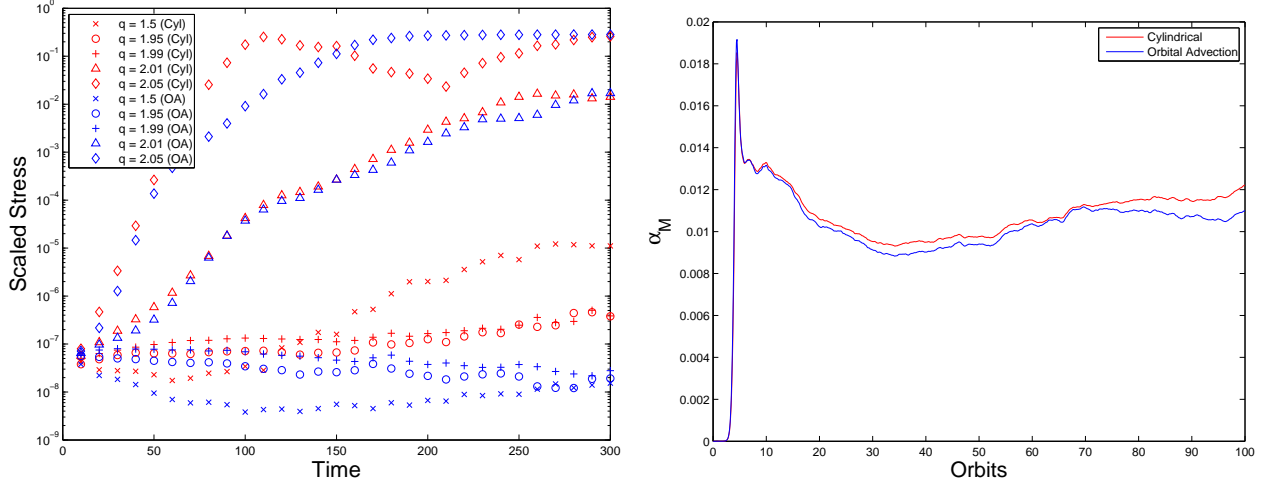 10^0
10^-1
10^-2
10^-3
10^-4
10^-5
10^-6
10^-7
10^-8
10^-9
Scaled Stress
q = 1.5 (Cyl)
q = 1.95 (Cyl)
q = 1.99 (Cyl)
q = 2.01 (Cyl)
q = 2.05 (Cyl)
q = 1.5 (OA)
q = 1.95 (OA)
q = 1.99 (OA)
q = 2.01 (OA)
q = 2.05 (OA)
0 50 100 150 200 250 300
Time
0.02
0.018
0.016
0.014
0.012
0.01
0.008
0.006
0.004
0.002
0
α_M
Cylindrical
Orbital Advection
0 10 20 30 40 50 60 70 80 90 100
Orbits